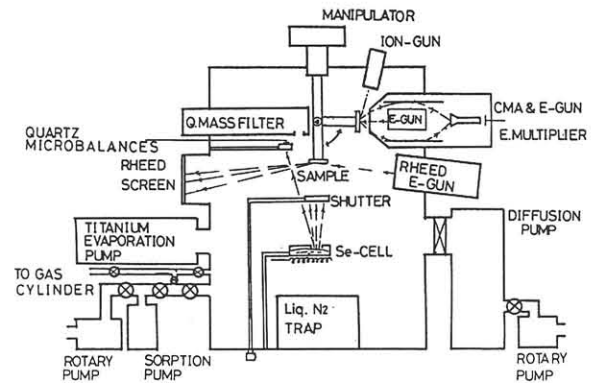 MANIPULATOR
ION-GUN
CMA & E-GUN
E-GUN
E.MULTIPLIER
Q.MASS FILTER
QUARTZ
MICROBALANCES
RHEED
SCREEN
SAMPLE
RHEED
E-GUN
SHUTTER
DIFFUSION
PUMP
TITANIUM
EVAPORATION
PUMP
Se-CELL
TO GAS
CYLINDER
Liq. N2
TRAP
ROTARY
PUMP
SORPTION
PUMP
ROTARY
PUMP